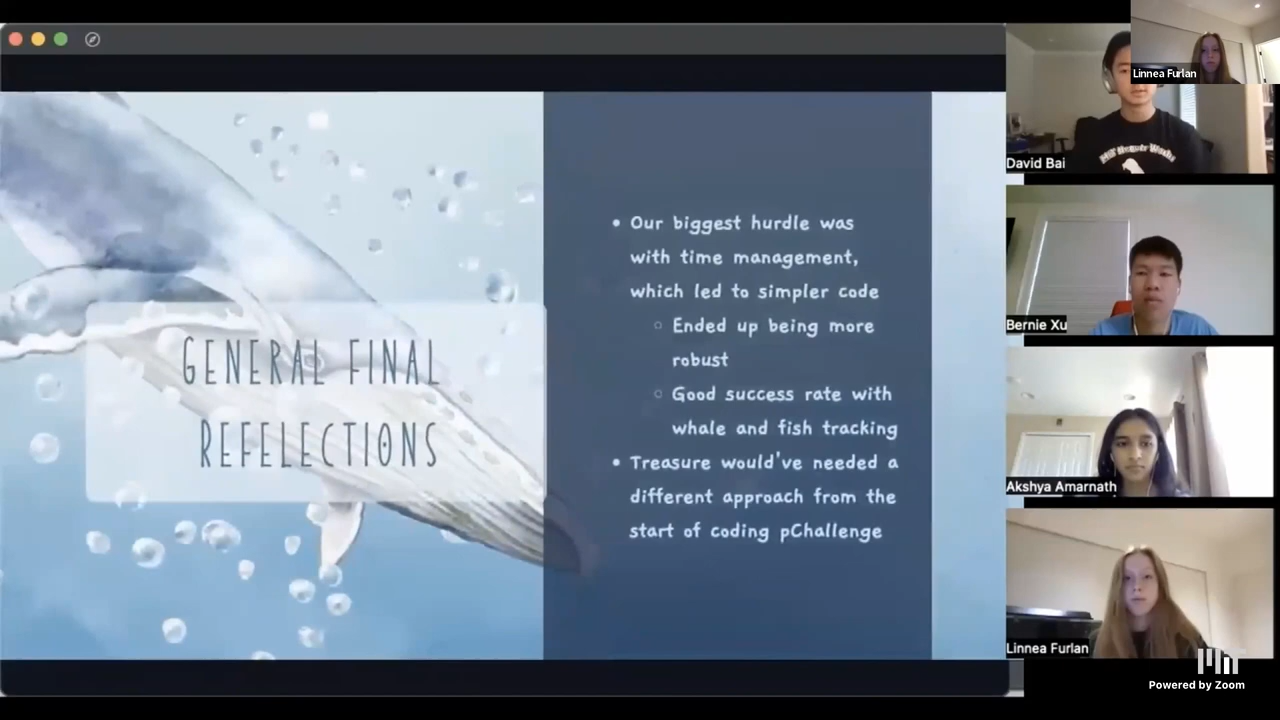 GENERAL FINAL
REFELECTIONS
• Our biggest hurdle was
with time management,
which led to simpler code
○ Ended up being more
robust
○ Good success rate with
whale and fish tracking
• Treasure would've needed a
different approach from the
start of coding pChallenge
Linnea Furlan
David Bai
Bernie Xu
Akshya Amarnath
Linnea Furlan
MIT
Powered by Zoom